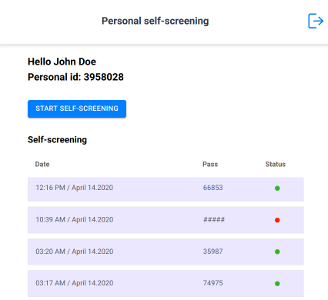 Personal self-screening
Hello John Doe
Personal id: 3958028
START SELF-SCREENING
Self-screening
Date Pass Status
12:16 PM / April 14.2020 66853
10:39 AM / April 14.2020 #####
03:20 AM / April 14.2020 35987
03:17 AM / April 14.2020 74975